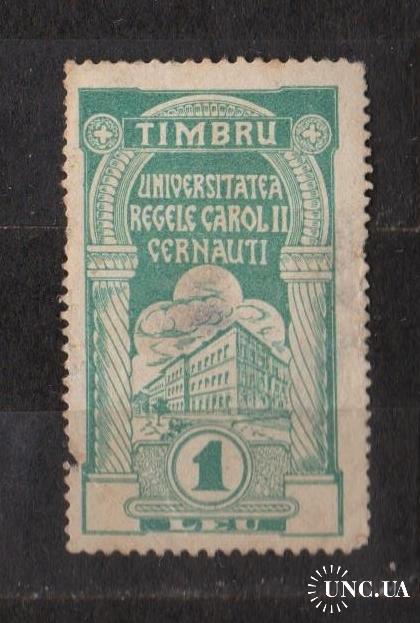 TIMBRU
UNIVERSITATEA
REGELE CAROL II
CERNAUTI
1
LEU
UNC.UA